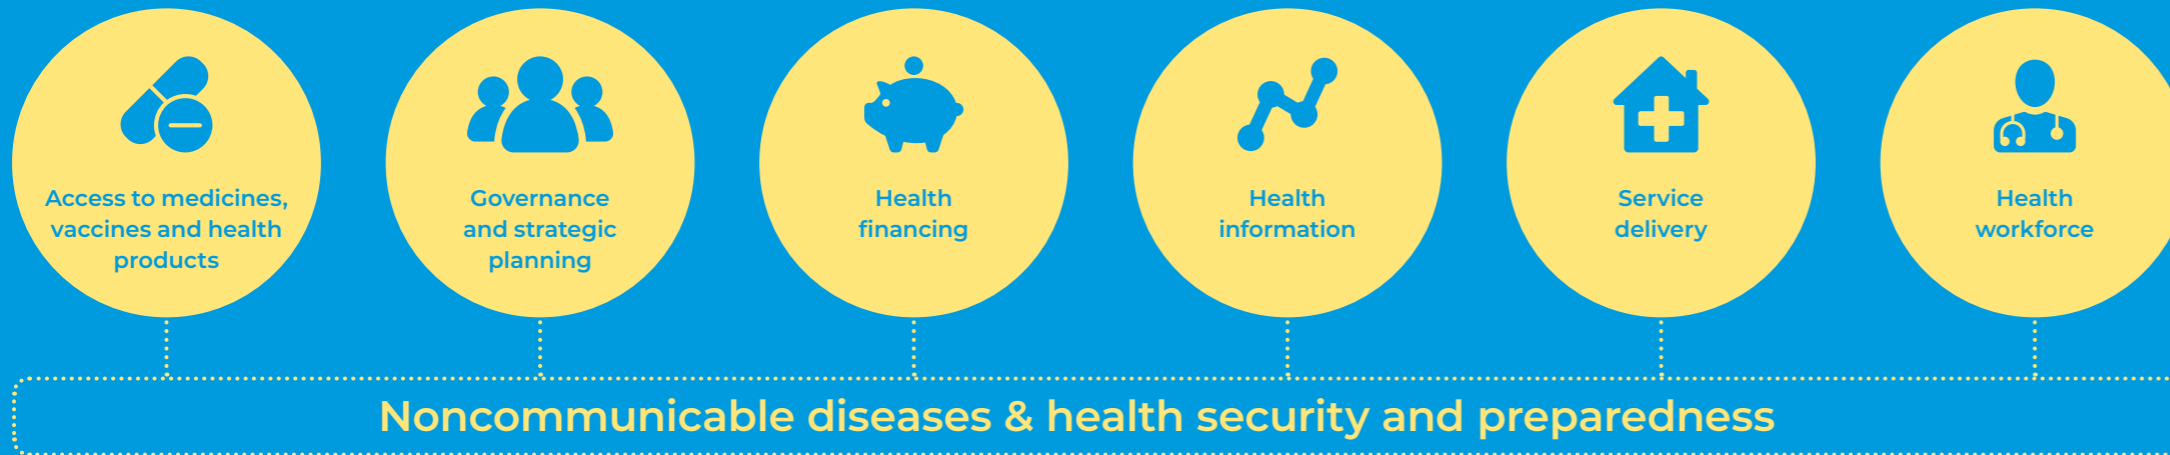 Access to medicines,
vaccines and health
products
Governance
and strategic
planning
Health
financing
Health
information
Service
delivery
Health
workforce
Noncommunicable diseases & health security and preparedness